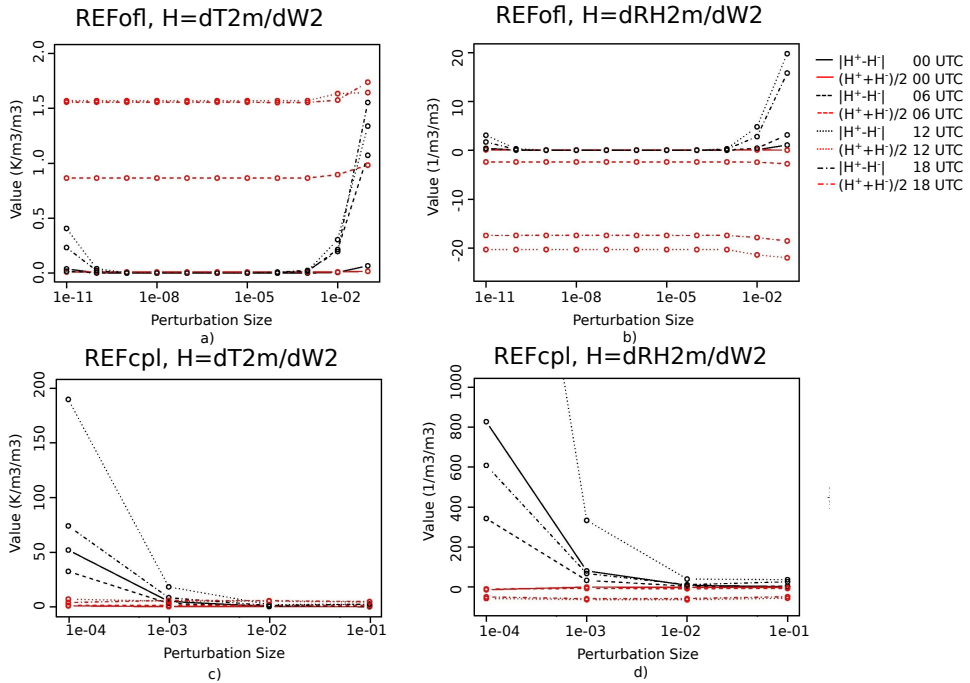 REFofl, H=dT2m/dW2
REFofl, H=dRH2m/dW2
Value (K/m3/m3)
2.0
1.5
1.0
0.5
0.0
1e-11
1e-08
1e-05
1e-02
Perturbation Size
a)
Value (1/m3/m3)
20
10
0
-10
-20
1e-11
1e-08
1e-05
1e-02
Perturbation Size
b)
|H⁺-H⁻| 00 UTC
(H⁺+H⁻)/2 00 UTC
|H⁺-H⁻| 06 UTC
(H⁺+H⁻)/2 06 UTC
|H⁺-H⁻| 12 UTC
(H⁺+H⁻)/2 12 UTC
|H⁺-H⁻| 18 UTC
(H⁺+H⁻)/2 18 UTC
REFcpl, H=dT2m/dW2
REFcpl, H=dRH2m/dW2
Value (K/m3/m3)
200
150
100
50
0
1e-04
1e-03
1e-02
1e-01
Perturbation Size
c)
Value (1/m3/m3)
1000
800
600
400
200
0
1e-04
1e-03
1e-02
1e-01
Perturbation Size
d)